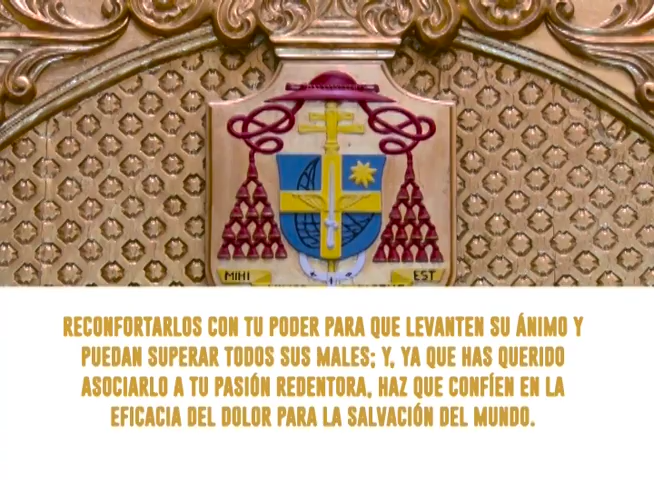 MIHI EST
RECONFORTARLOS CON TU PODER PARA QUE LEVANTEN SU ÁNIMO Y
PUEDAN SUPERAR TODOS SUS MALES; Y, YA QUE HAS QUERIDO
ASOCIARLO A TU PASIÓN REDENTORA, HAZ QUE CONFÍEN EN LA
EFICACIA DEL DOLOR PARA LA SALVACIÓN DEL MUNDO.